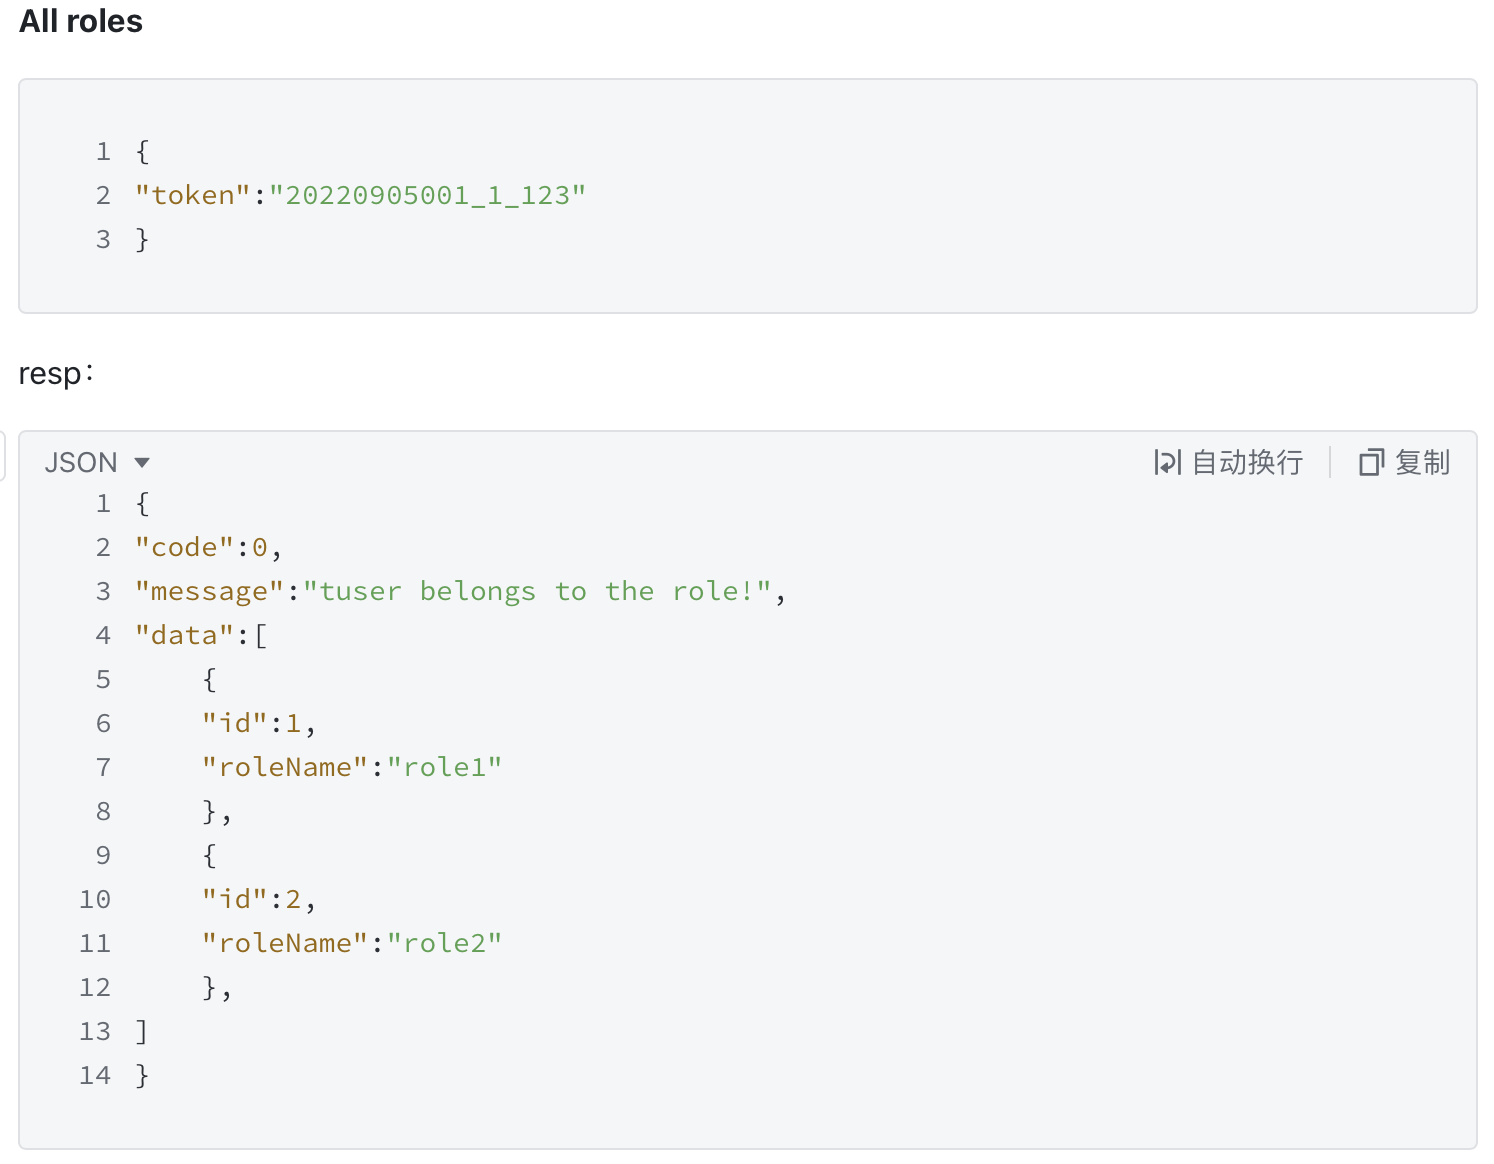 All roles
1 {
2 "token":"20220905001_1_123"
3 }
resp：
JSON 自动换行 复制
1 {
2 "code":0,
3 "message":"tuser belongs to the role!",
4 "data":[
5     {
6     "id":1,
7     "roleName":"role1"
8     },
9     {
10     "id":2,
11     "roleName":"role2"
12     },
13 ]
14 }